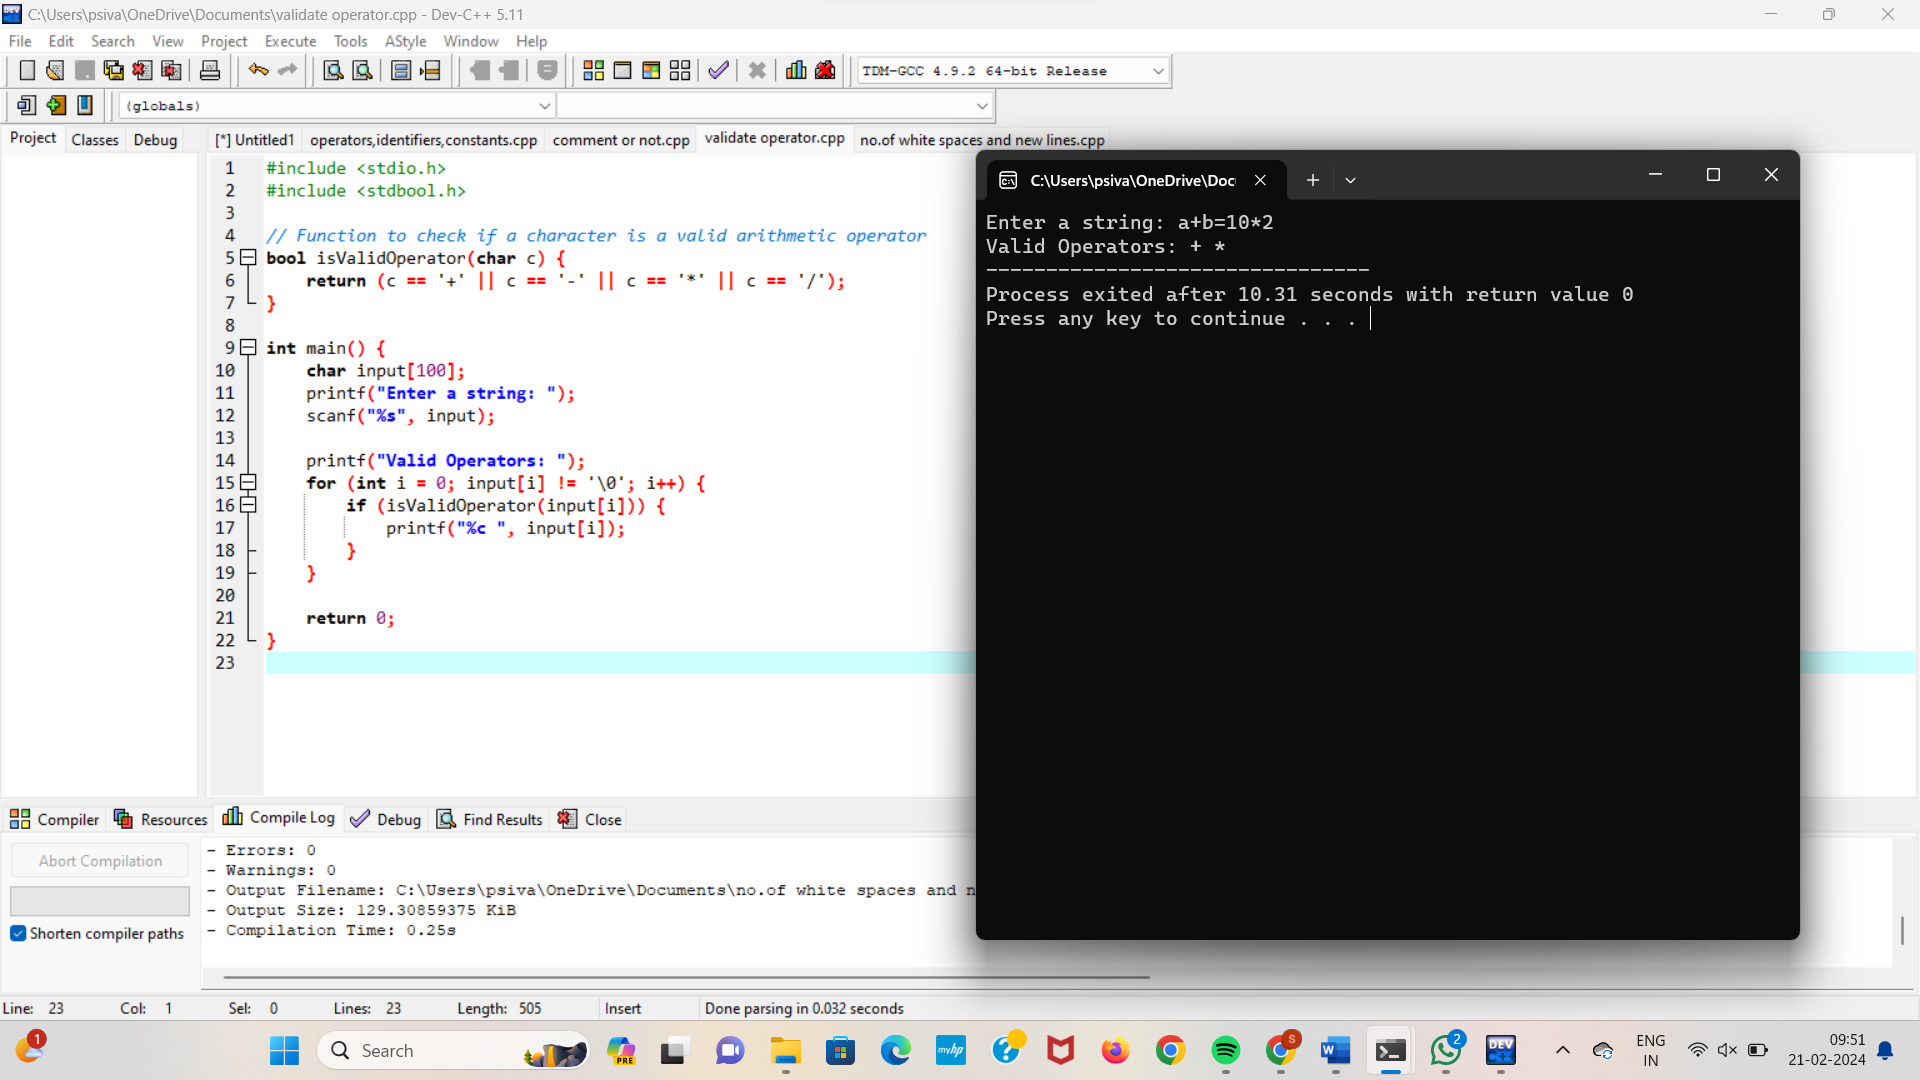 C:\Users\psiva\OneDrive\Documents\validate operator.cpp - Dev-C++ 5.11
File Edit Search View Project Execute Tools AStyle Window Help
TDM-GCC 4.9.2 64-bit Release
(globals)
Project Classes Debug
[*] Untitled1 operators,identifiers,constants.cpp comment or not.cpp validate operator.cpp no.of white spaces and new lines.cpp
1 #include <stdio.h>
2 #include <stdbool.h>
3
4 // Function to check if a character is a valid arithmetic operator
5 bool isValidOperator(char c) {
6 return (c == '+' || c == '-' || c == '*' || c == '/');
7 }
8
9 int main() {
10 char input[100];
11 printf("Enter a string: ");
12 scanf("%s", input);
13
14 printf("Valid Operators: ");
15 for (int i = 0; input[i] != '\0'; i++) {
16 if (isValidOperator(input[i])) {
17 printf("%c ", input[i]);
18 }
19 }
20
21 return 0;
22 }
23
C:\Users\psiva\OneDrive\Doc
Enter a string: a+b=10*2
Valid Operators: + *
--------------------------------
Process exited after 10.31 seconds with return value 0
Press any key to continue . . .
Compiler Resources Compile Log Debug Find Results Close
Abort Compilation
Shorten compiler paths
- Errors: 0
- Warnings: 0
- Output Filename: C:\Users\psiva\OneDrive\Documents\no.of white spaces and n
- Output Size: 129.30859375 KiB
- Compilation Time: 0.25s
Line: 23 Col: 1 Sel: 0 Lines: 23 Length: 505 Insert Done parsing in 0.032 seconds
1
Search
PRE
myhp
S
W
2
DEV
C++
ENG
IN
09:51
21-02-2024